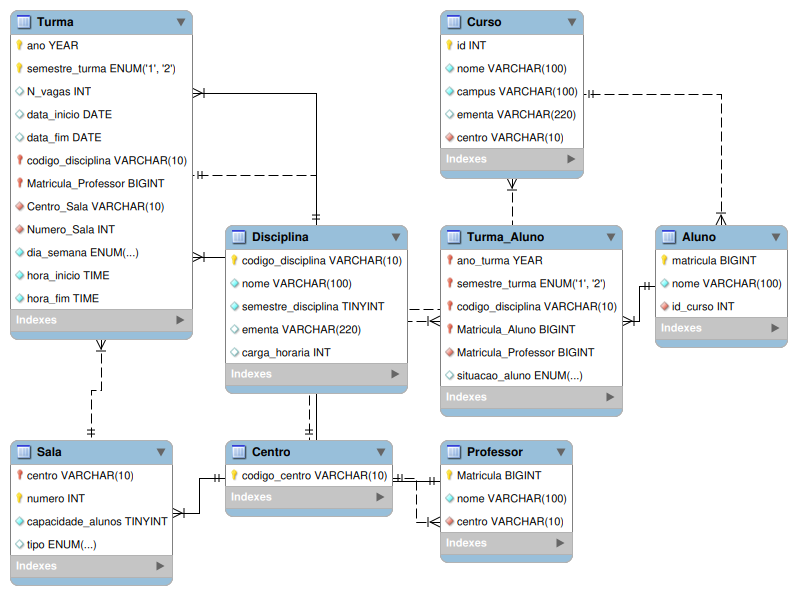 Turma
ano YEAR
semestre_turma ENUM('1', '2')
N_vagas INT
data_inicio DATE
data_fim DATE
codigo_disciplina VARCHAR(10)
Matricula_Professor BIGINT
Centro_Sala VARCHAR(10)
Numero_Sala INT
dia_semana ENUM(...)
hora_inicio TIME
hora_fim TIME
Indexes
Curso
id INT
nome VARCHAR(100)
campus VARCHAR(100)
ementa VARCHAR(220)
centro VARCHAR(10)
Indexes
Disciplina
codigo_disciplina VARCHAR(10)
nome VARCHAR(100)
semestre_disciplina TINYINT
ementa VARCHAR(220)
carga_horaria INT
Indexes
Turma_Aluno
ano_turma YEAR
semestre_turma ENUM('1', '2')
codigo_disciplina VARCHAR(10)
Matricula_Aluno BIGINT
Matricula_Professor BIGINT
situacao_aluno ENUM(...)
Indexes
Aluno
matricula BIGINT
nome VARCHAR(100)
id_curso INT
Indexes
Sala
centro VARCHAR(10)
numero INT
capacidade_alunos TINYINT
tipo ENUM(...)
Indexes
Centro
codigo_centro VARCHAR(10)
Indexes
Professor
Matricula BIGINT
nome VARCHAR(100)
centro VARCHAR(10)
Indexes